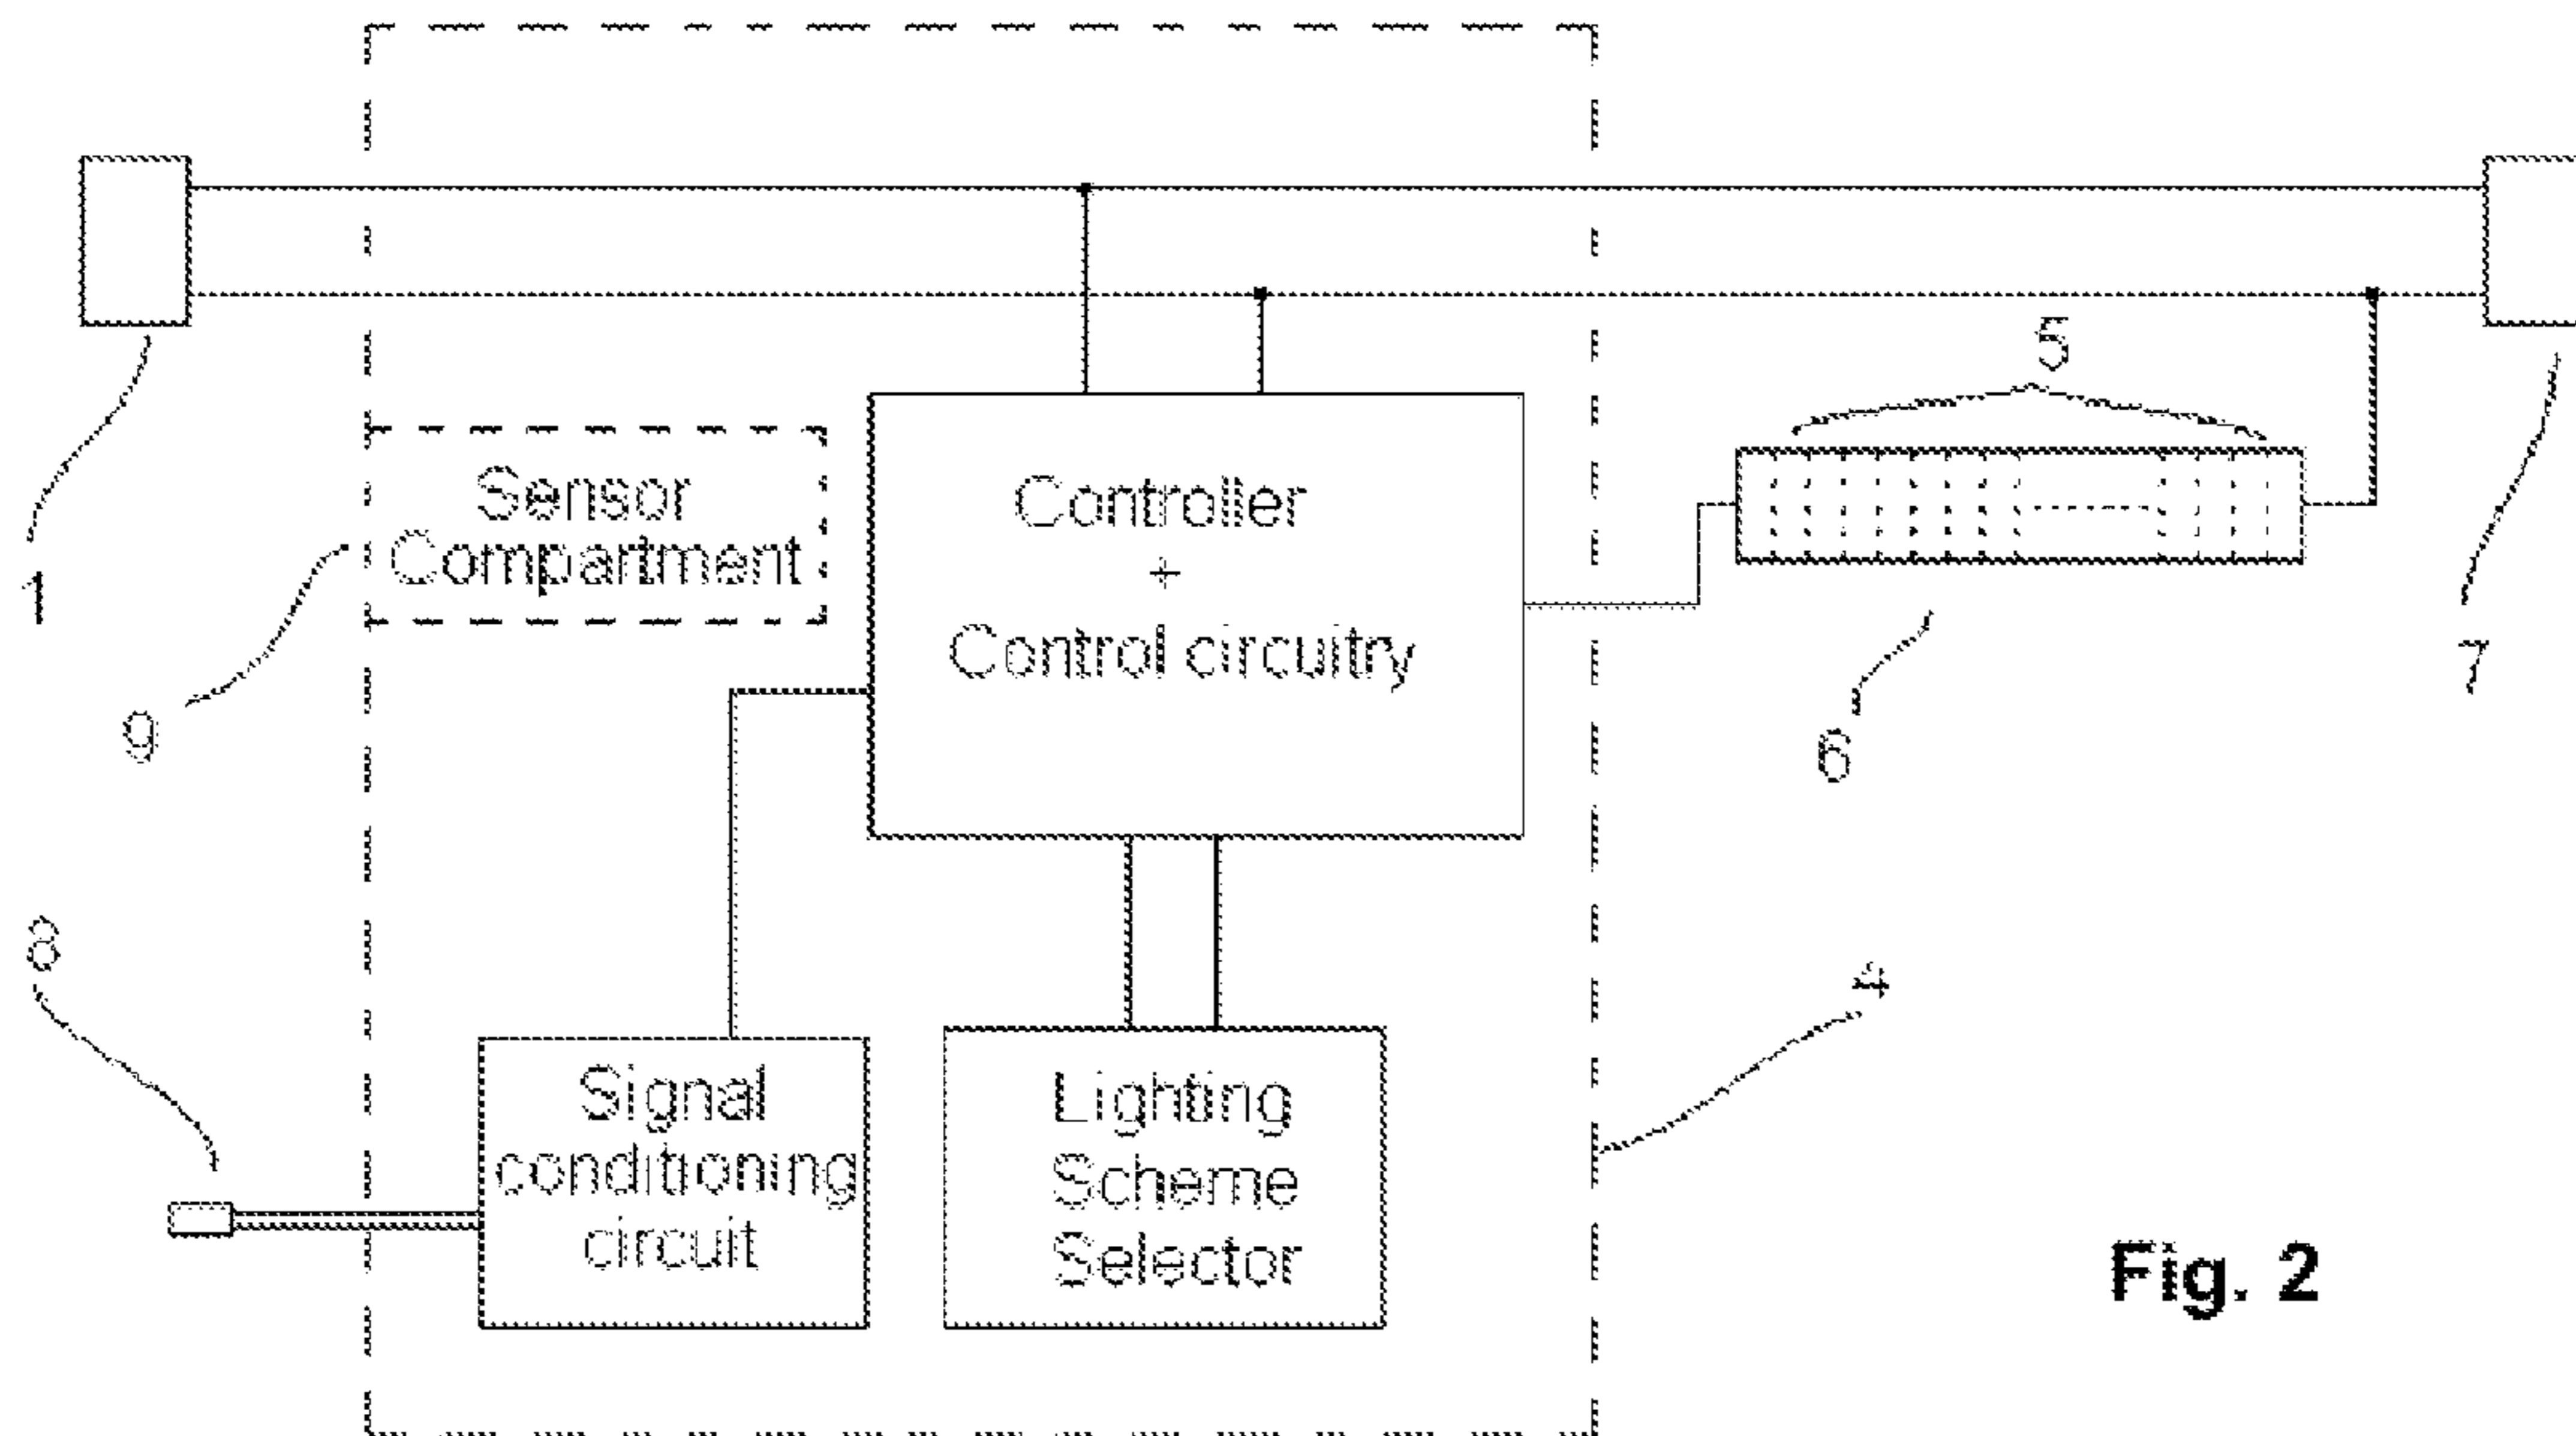 5
Sensor
Compartment
Controller
+
Control circuitry
1
7
9
6
8
4
Signal
conditioning
circuit
Lighting
Scheme
Selector
Fig. 2